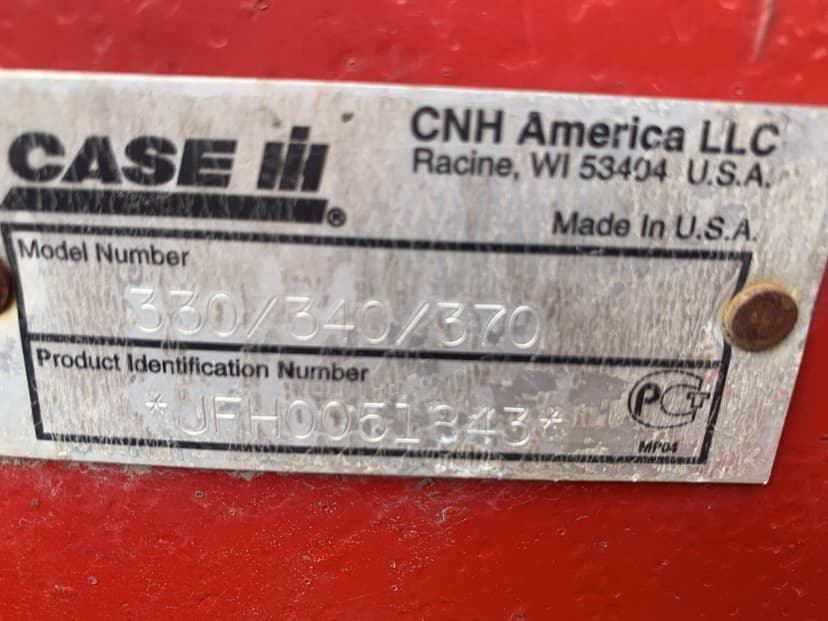 CASE IH ®
CNH America LLC
Racine, WI 53404 U.S.A.
Made In U.S.A.
Model Number
330/340/370
Product Identification Number
*JFH0051843*
PCT
MP04